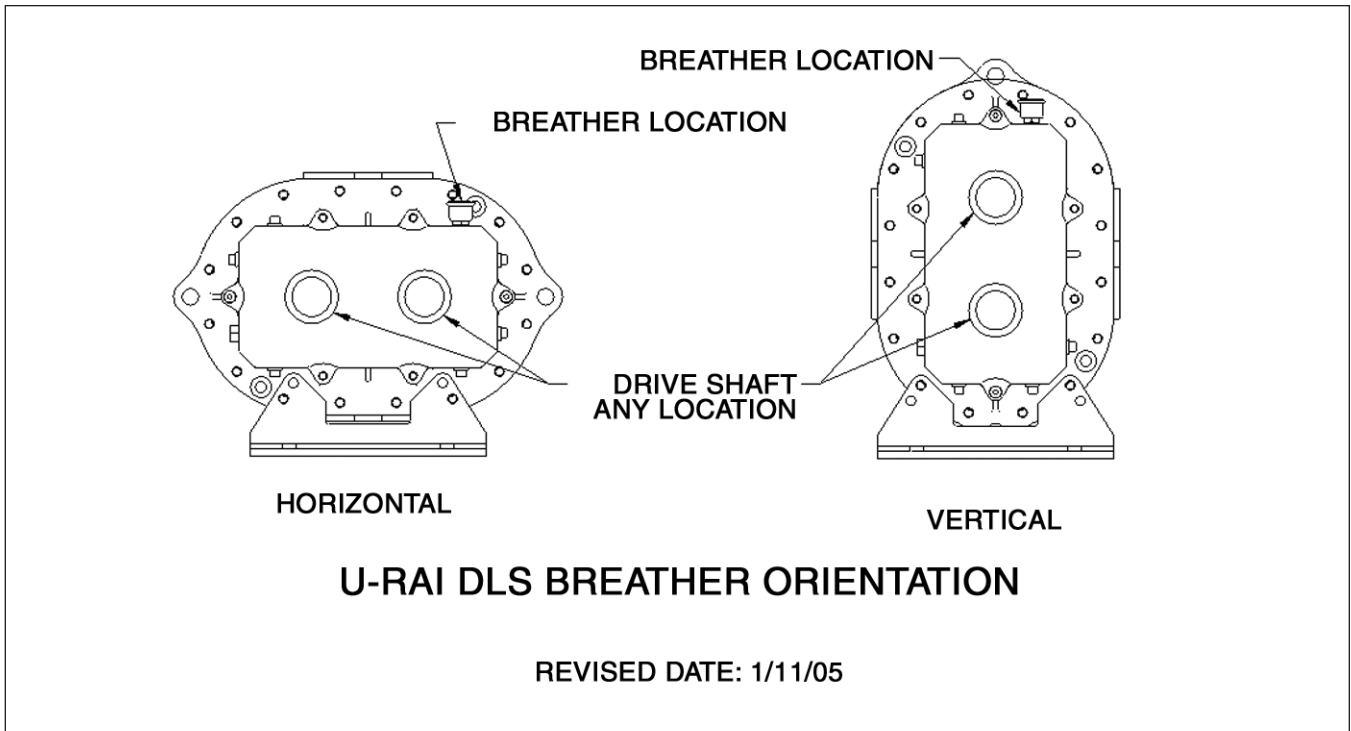 BREATHER LOCATION
BREATHER LOCATION
DRIVE SHAFT
ANY LOCATION
HORIZONTAL
VERTICAL
U-RAI DLS BREATHER ORIENTATION
REVISED DATE: 1/11/05